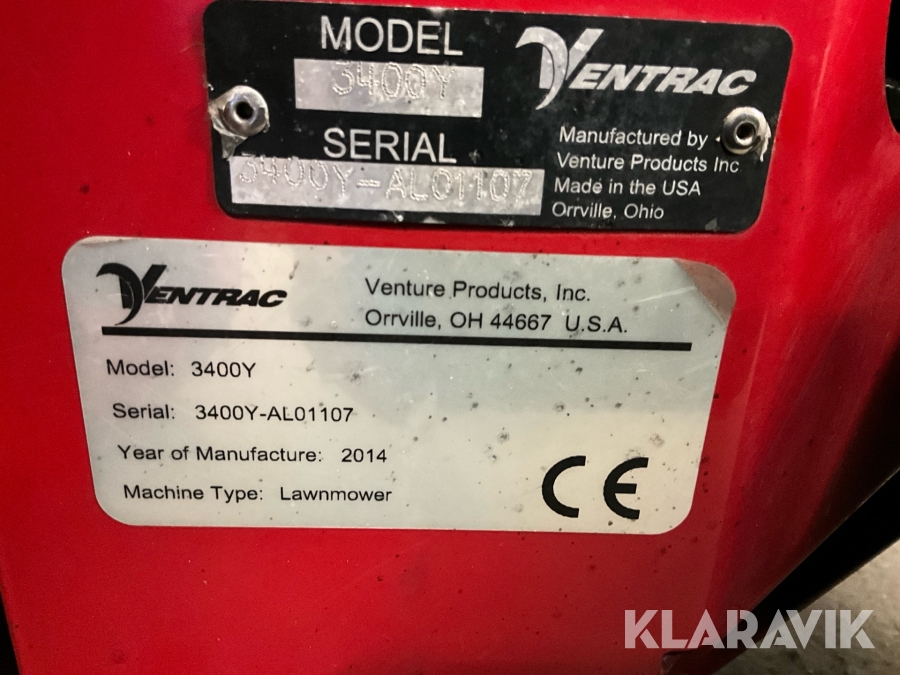 MODEL
3400Y
VENTRAC
SERIAL
3400Y-AL01107
Manufactured by
Venture Products Inc
Made in the USA
Orrville, Ohio
VENTRAC
Venture Products, Inc.
Orrville, OH 44667 U.S.A.
Model: 3400Y
Serial: 3400Y-AL01107
Year of Manufacture: 2014
Machine Type: Lawnmower
CE
KLARAVIK